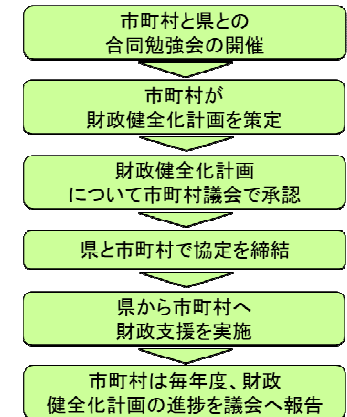 市町村と県との
合同勉強会の開催
市町村が
財政健全化計画を策定
財政健全化計画
について市町村議会で承認
県と市町村で協定を締結
県から市町村へ
財政支援を実施
市町村は毎年度、財政
健全化計画の進捗を議会へ報告